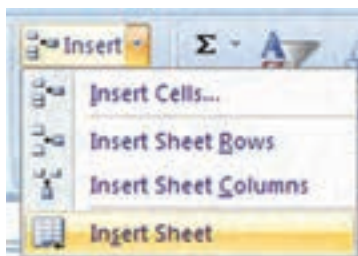 Insert Σ A
Insert Cells...
Insert Sheet Rows
Insert Sheet Columns
Insert Sheet